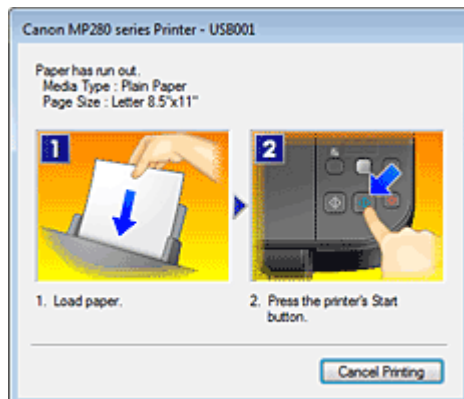 Canon MP280 series Printer - USB001
Paper has run out.
Media Type : Plain Paper
Page Size : Letter 8.5"x11"
1
2
1. Load paper.
2. Press the printer's Start
button.
Cancel Printing